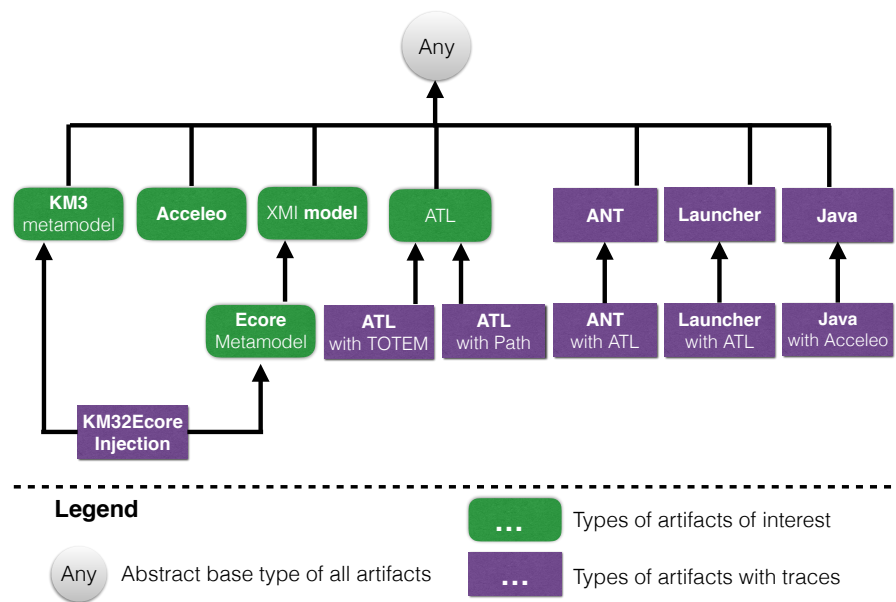 Any
KM3
metamodel
Acceleo
XMI model
ATL
ANT
Launcher
Java
Ecore
Metamodel
ATL
with TOTEM
ATL
with Path
ANT
with ATL
Launcher
with ATL
Java
with Acceleo
KM32Ecore
Injection
Legend
... Types of artifacts of interest
Any Abstract base type of all artifacts
... Types of artifacts with traces